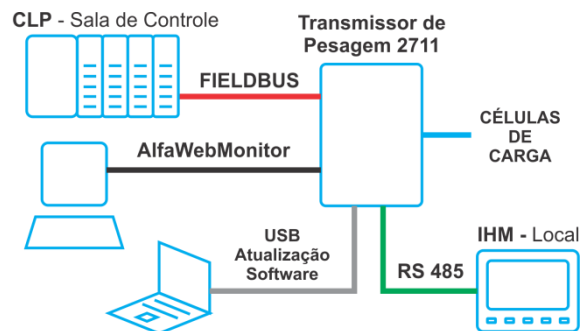 CLP - Sala de Controle
Transmissor de
Pesagem 2711
FIELDBUS
CÉLULAS
DE
CARGA
AlfaWebMonitor
USB
Atualização
Software
RS 485
IHM - Local